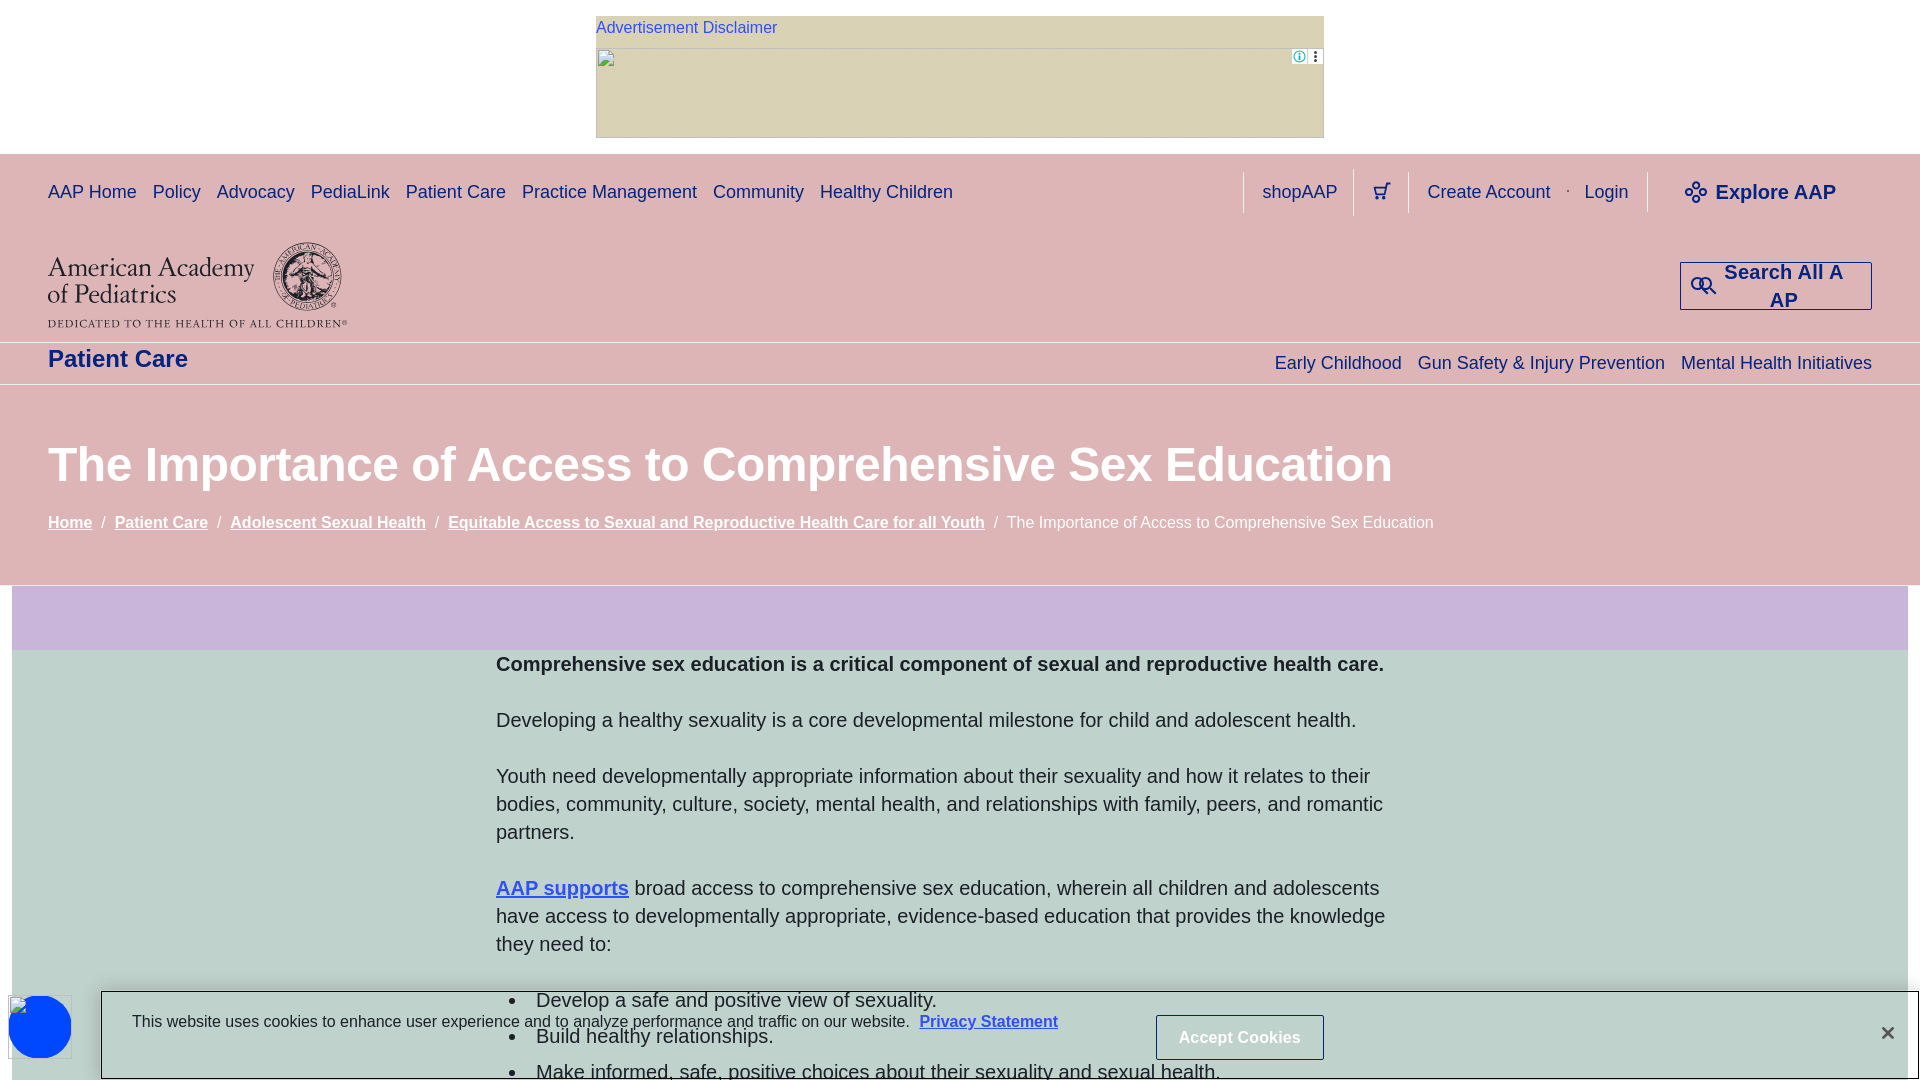 Advertisement Disclaimer
AAP Home Policy Advocacy PediaLink Patient Care Practice Management Community Healthy Children shopAAP Create Account · Login Explore AAP
American Academy
of Pediatrics
DEDICATED TO THE HEALTH OF ALL CHILDREN®
Search All A
AP
Patient Care Early Childhood Gun Safety & Injury Prevention Mental Health Initiatives
The Importance of Access to Comprehensive Sex Education
Home / Patient Care / Adolescent Sexual Health / Equitable Access to Sexual and Reproductive Health Care for all Youth / The Importance of Access to Comprehensive Sex Education
Comprehensive sex education is a critical component of sexual and reproductive health care.
Developing a healthy sexuality is a core developmental milestone for child and adolescent health.
Youth need developmentally appropriate information about their sexuality and how it relates to their
bodies, community, culture, society, mental health, and relationships with family, peers, and romantic
partners.
AAP supports broad access to comprehensive sex education, wherein all children and adolescents
have access to developmentally appropriate, evidence-based education that provides the knowledge
they need to:
• Develop a safe and positive view of sexuality.
This website uses cookies to enhance user experience and to analyze performance and traffic on our website. Privacy Statement
• Build healthy relationships.
Accept Cookies
• Make informed, safe, positive choices about their sexuality and sexual health.